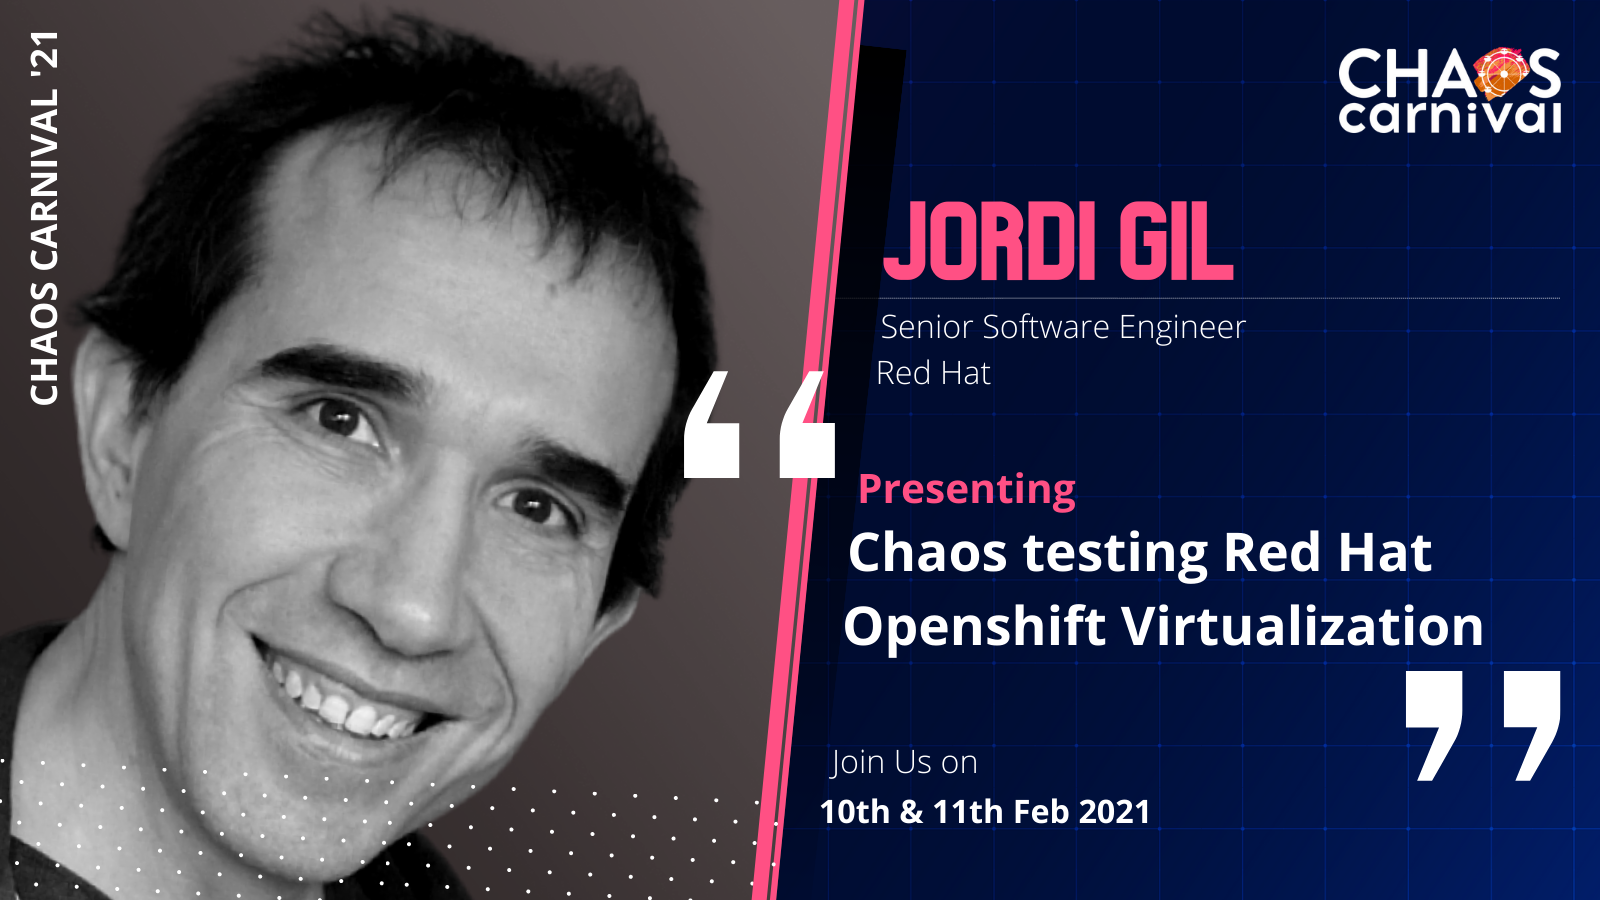 CHAOS CARNIVAL '21
CHAOS
carnival
JORDI GIL
Senior Software Engineer
Red Hat
“
Presenting
Chaos testing Red Hat
Openshift Virtualization
”
Join Us on
10th & 11th Feb 2021